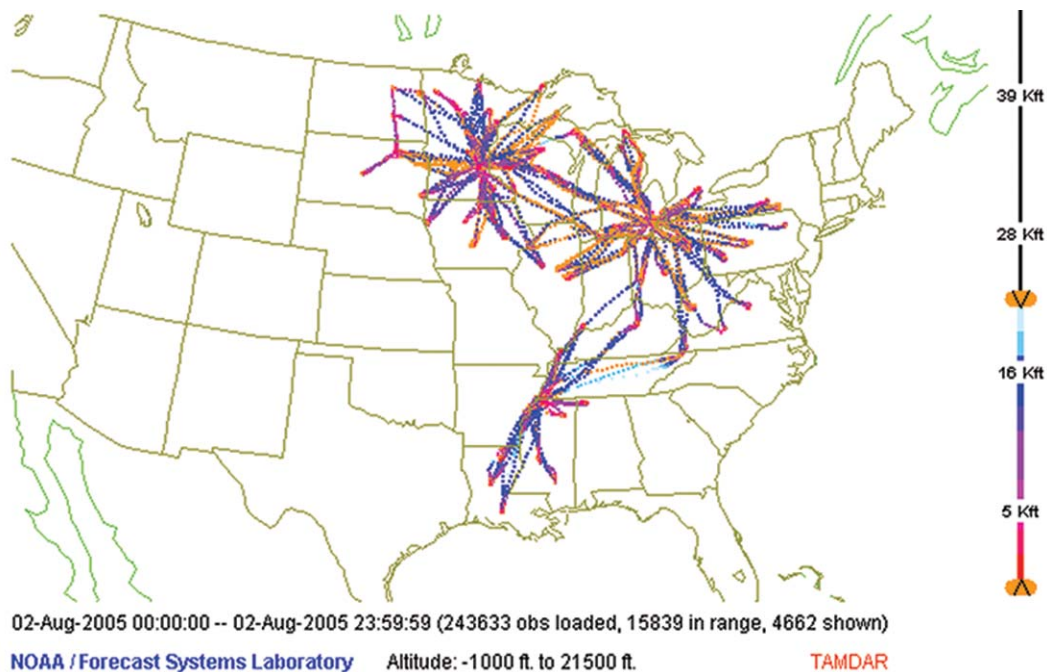 39 Kft
28 Kft
16 Kft
5 Kft
02-Aug-2005 00:00:00 -- 02-Aug-2005 23:59:59 (243633 obs loaded, 15839 in range, 4662 shown)
NOAA / Forecast Systems Laboratory Altitude: -1000 ft. to 21500 ft. TAMDAR